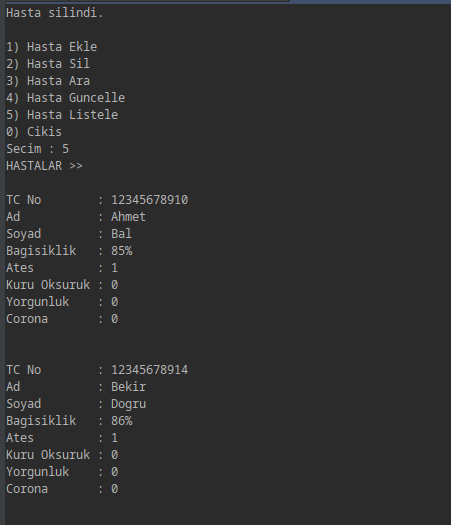 Hasta silindi.
1) Hasta Ekle
2) Hasta Sil
3) Hasta Ara
4) Hasta Guncelle
5) Hasta Listele
0) Cikis
Secim : 5
HASTALAR >>
TC No : 12345678910
Ad : Ahmet
Soyad : Bal
Bagisiklik : 85%
Ates : 1
Kuru Oksuruk : 0
Yorgunluk : 0
Corona : 0
TC No : 12345678914
Ad : Bekir
Soyad : Dogru
Bagisiklik : 86%
Ates : 1
Kuru Oksuruk : 0
Yorgunluk : 0
Corona : 0